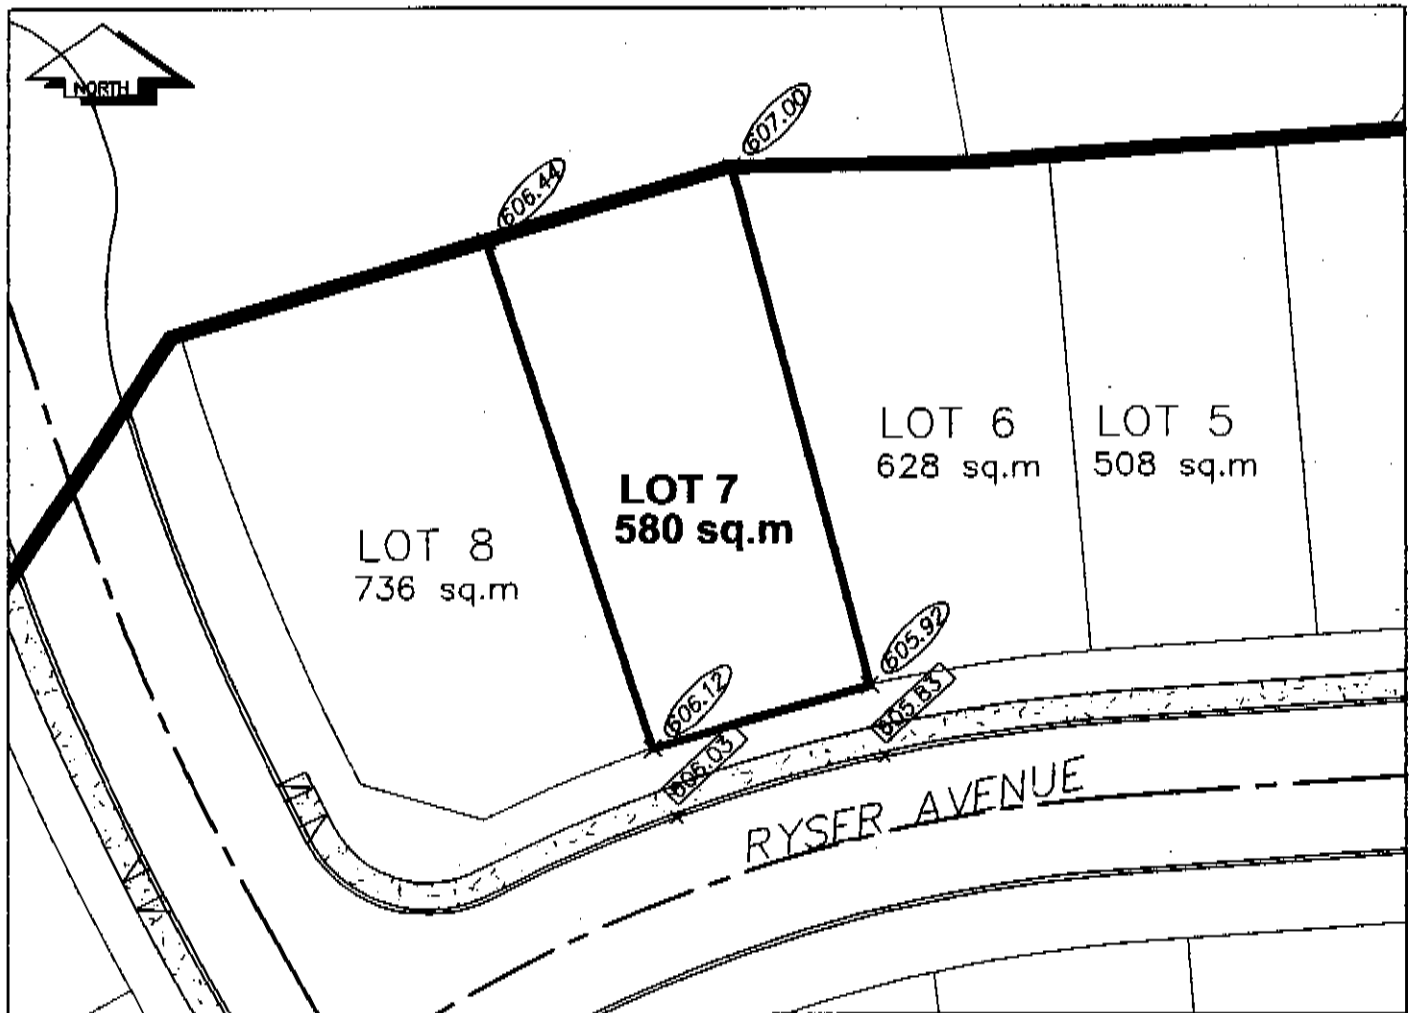 NORTH
607.00
606.44
LOT 6
628 sq.m
LOT 5
508 sq.m
LOT 7
580 sq.m
LOT 8
736 sq.m
605.92
605.83
606.12
606.03
RYSER AVENUE